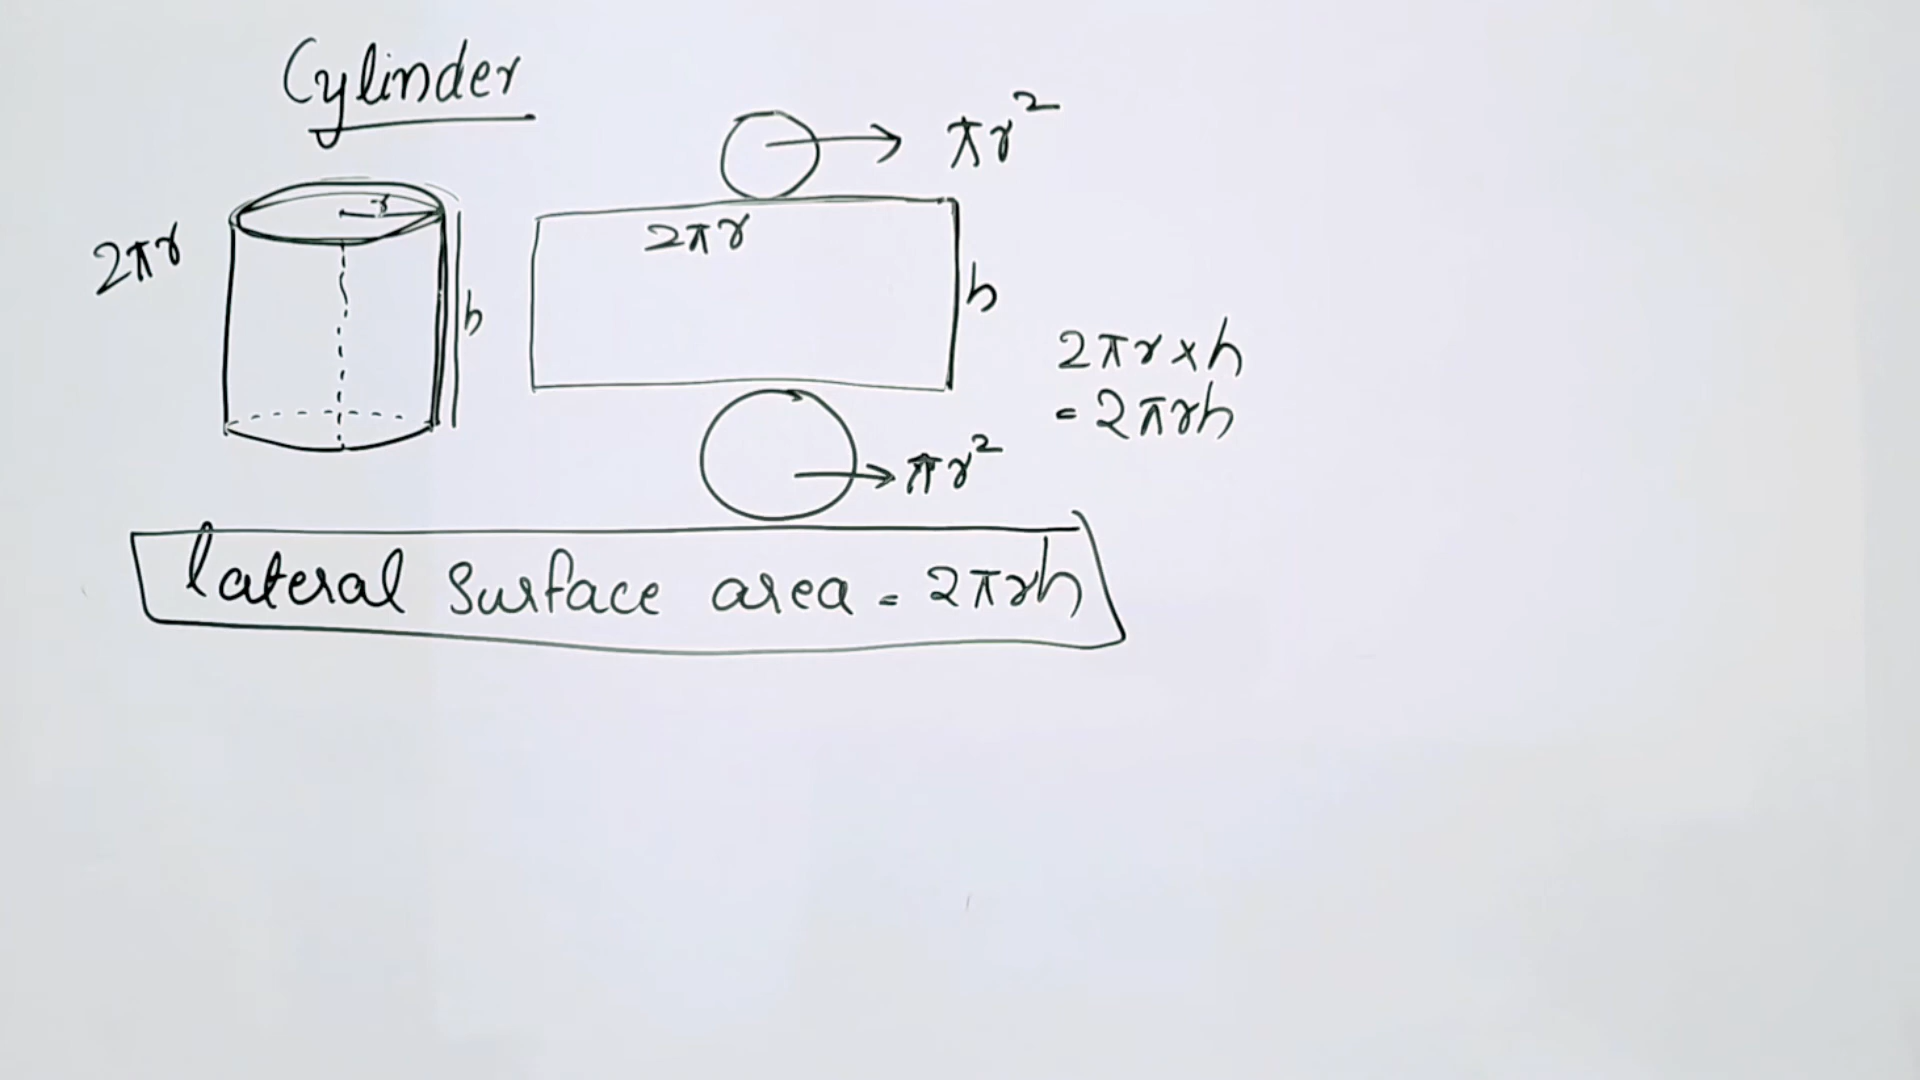 Cylinder
πr²
r
2πr
2πr
h
h
2πr×h
= 2πrh
πr²
lateral surface area = 2πrh